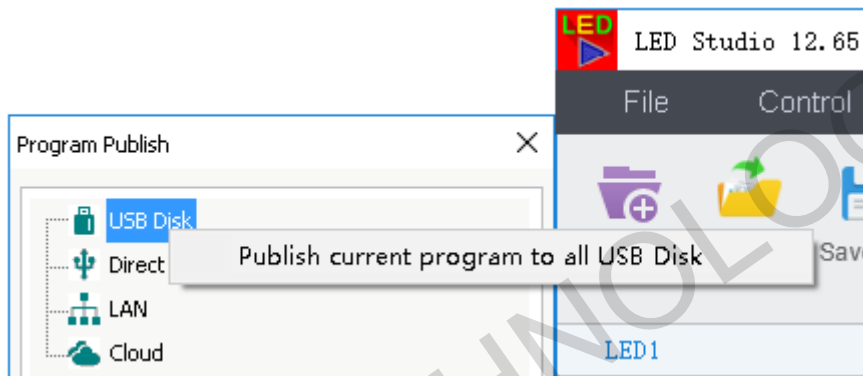 LED
LED Studio 12.65
File Control
Program Publish
USB Disk
Publish current program to all USB Disk
Direct
Save
LAN
Cloud
LED1